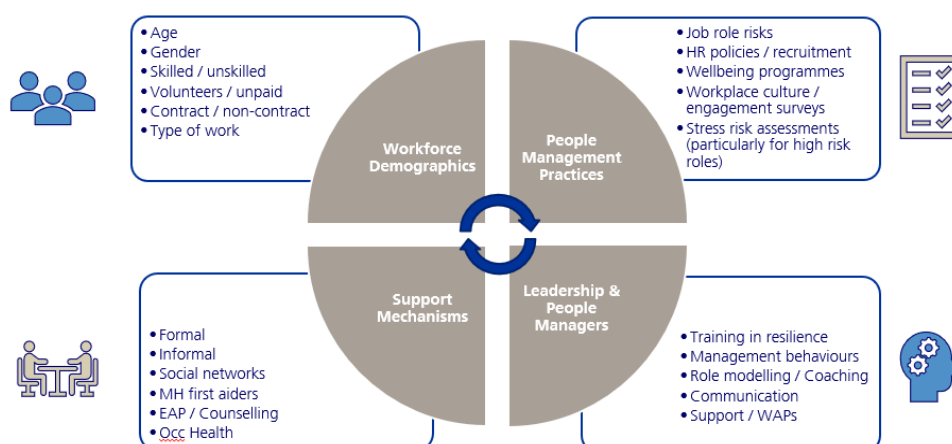 • Age
• Gender
• Skilled / unskilled
• Volunteers / unpaid
• Contract / non-contract
• Type of work
Workforce
Demographics
• Job role risks
• HR policies / recruitment
• Wellbeing programmes
• Workplace culture /
engagement surveys
• Stress risk assessments
(particularly for high risk
roles)
People
Management
Practices
• Formal
• Informal
• Social networks
• MH first aiders
• EAP / Counselling
• Occ Health
Support
Mechanisms
Leadership &
People
Managers
• Training in resilience
• Management behaviours
• Role modelling / Coaching
• Communication
• Support / WAPs